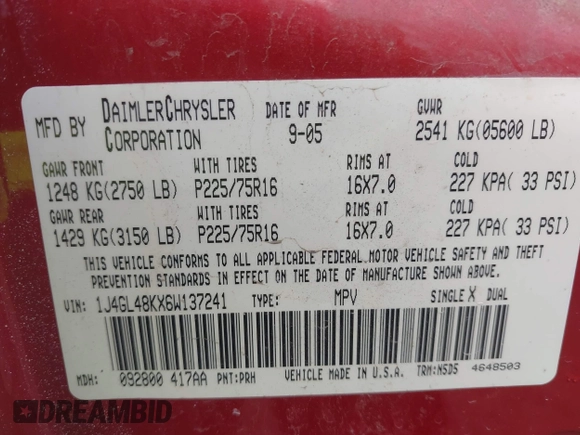 MFD BY DAIMLERCHRYSLER CORPORATION DATE OF MFR 9-05 GVWR 2541 KG(05600 LB)
GAWR FRONT WITH TIRES RIMS AT COLD
1248 KG(2750 LB) P225/75R16 16X7.0 227 KPA( 33 PSI)
GAWR REAR WITH TIRES RIMS AT COLD
1429 KG(3150 LB) P225/75R16 16X7.0 227 KPA( 33 PSI)
THIS VEHICLE CONFORMS TO ALL APPLICABLE FEDERAL MOTOR VEHICLE SAFETY AND THEFT
PREVENTION STANDARDS IN EFFECT ON THE DATE OF MANUFACTURE SHOWN ABOVE.
VIN: 1J4GL48KX6W137241 TYPE: MPV SINGLE X DUAL
MDH: 092800 417AA PNT:PRH VEHICLE MADE IN U.S.A. TRM:N5D5 4648503
DREAMBID